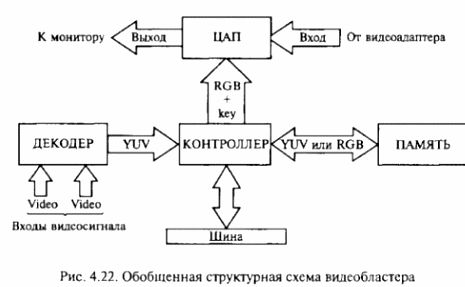 К монитору Выход ЦАП Вход От видеоадаптера
RGB
+
key
ДЕКОДЕР YUV КОНТРОЛЛЕР YUV или RGB ПАМЯТЬ
Video Video
Входы видеосигнала
Шина
Рис. 4.22. Обобщенная структурная схема видеобластера